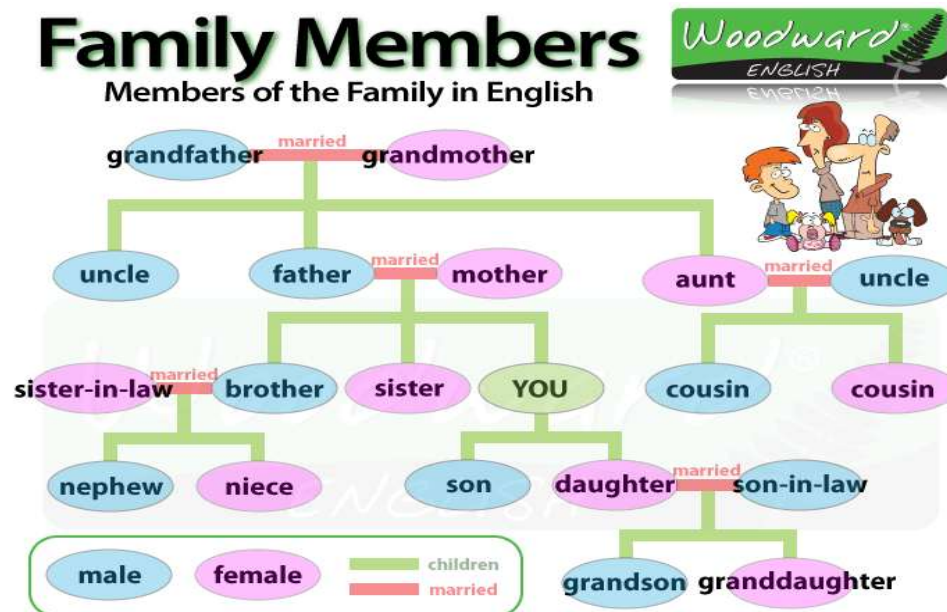 Family Members
Members of the Family in English
Woodward®
ENGLISH
grandfather married grandmother
uncle father married mother aunt married uncle
sister-in-law married brother sister YOU cousin cousin
nephew niece son daughter married son-in-law
male female children
married
grandson granddaughter